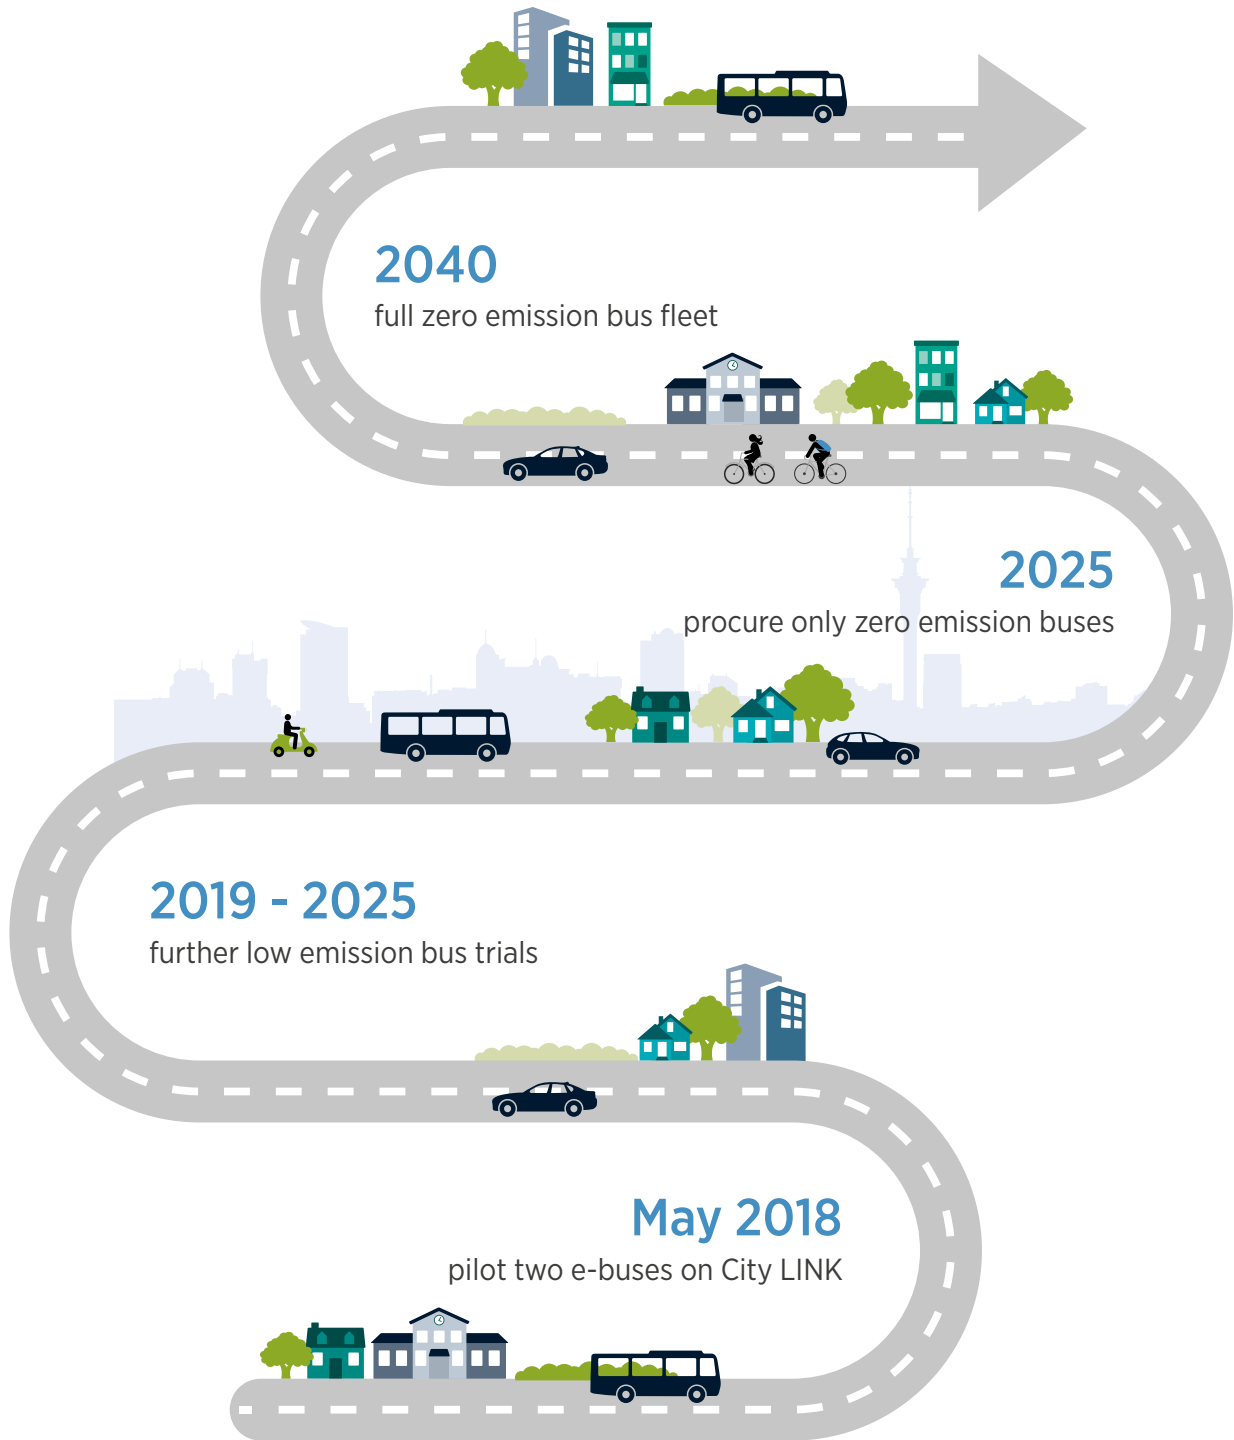 2040
full zero emission bus fleet
2025
procure only zero emission buses
2019 - 2025
further low emission bus trials
May 2018
pilot two e-buses on City LINK